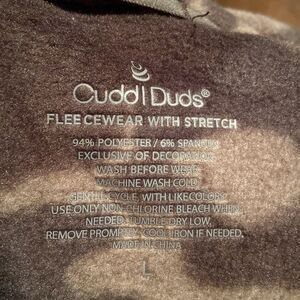 Cuddl Duds®
FLEECEWEAR WITH STRETCH
94% POLYESTER / 6% SPANDEX
EXCLUSIVE OF DECORATION
WASH BEFORE WEAR
MACHINE WASH COLD
GENTLE CYCLE, WITH LIKE COLORS
USE ONLY NON-CHLORINE BLEACH WHEN
NEEDED. TUMBLE DRY LOW.
REMOVE PROMPTLY. COOL IRON IF NEEDED.
MADE IN CHINA
L